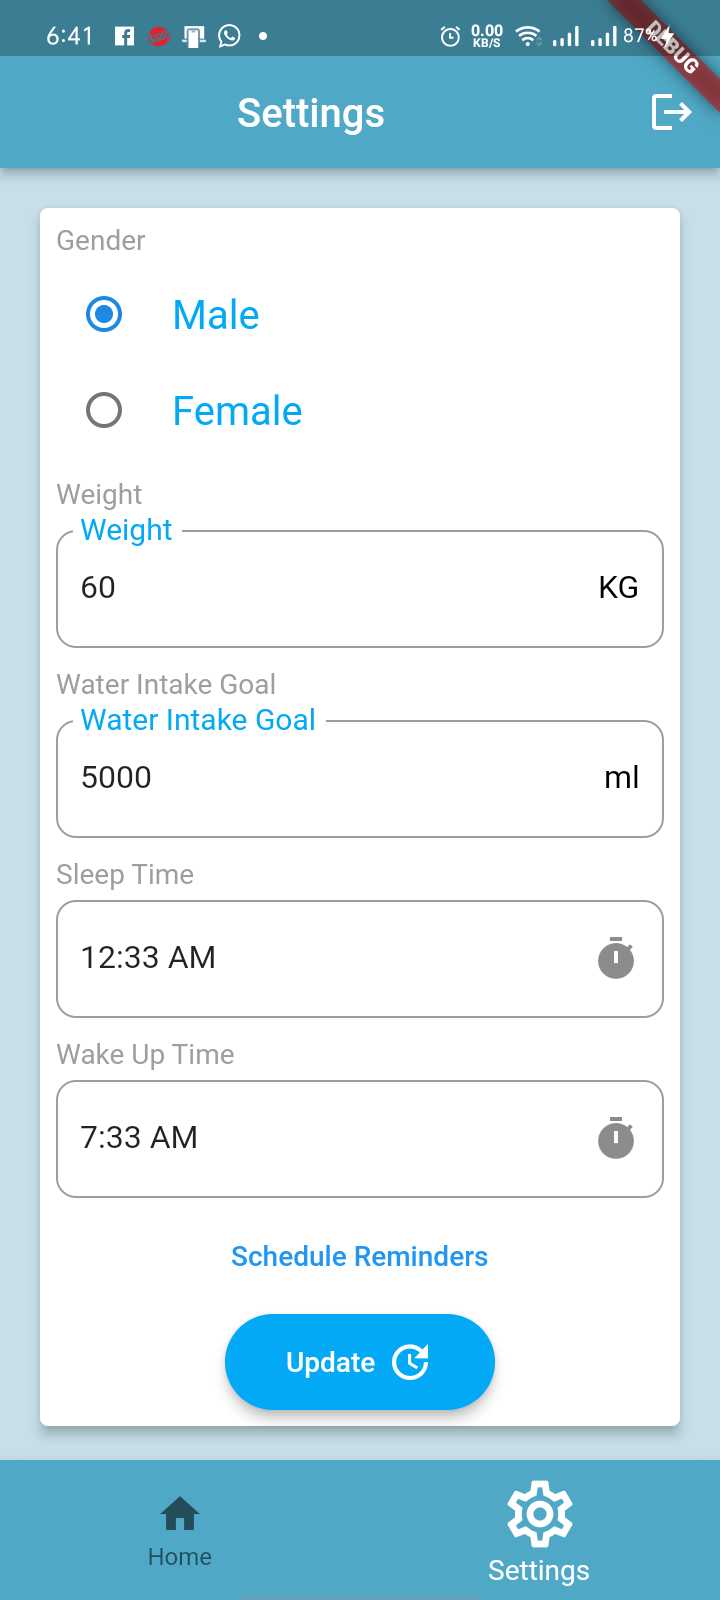 6:41 0.00 KB/S 87%
DEBUG
Settings
Gender
Male
Female
Weight
Weight
60 KG
Water Intake Goal
Water Intake Goal
5000 ml
Sleep Time
12:33 AM
Wake Up Time
7:33 AM
Schedule Reminders
Update
Home
Settings